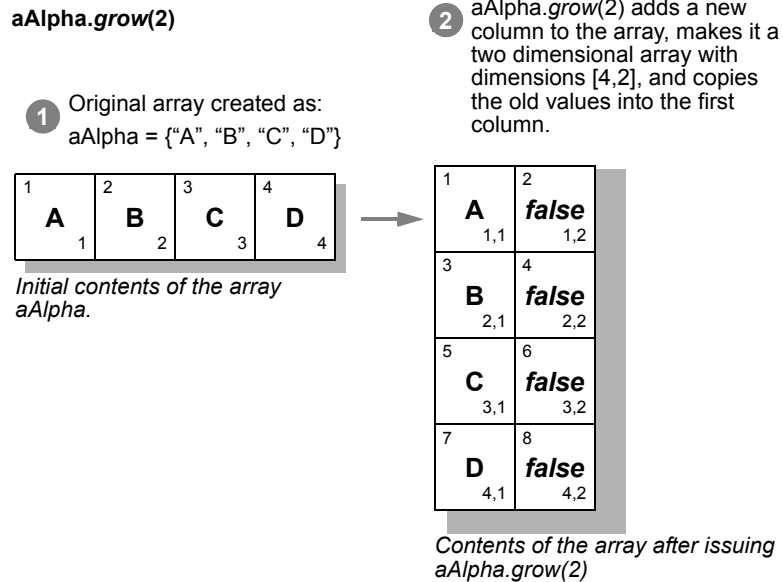 aAlpha.grow(2)
1
Original array created as:
aAlpha = {“A”, “B”, “C”, “D”}
1 2 3 4
A B C D
1 2 3 4
Initial contents of the array
aAlpha.
2
aAlpha.grow(2) adds a new
column to the array, makes it a
two dimensional array with
dimensions [4,2], and copies
the old values into the first
column.
1 2
A false
1,1 1,2
3 4
B false
2,1 2,2
5 6
C false
3,1 3,2
7 8
D false
4,1 4,2
Contents of the array after issuing
aAlpha.grow(2)